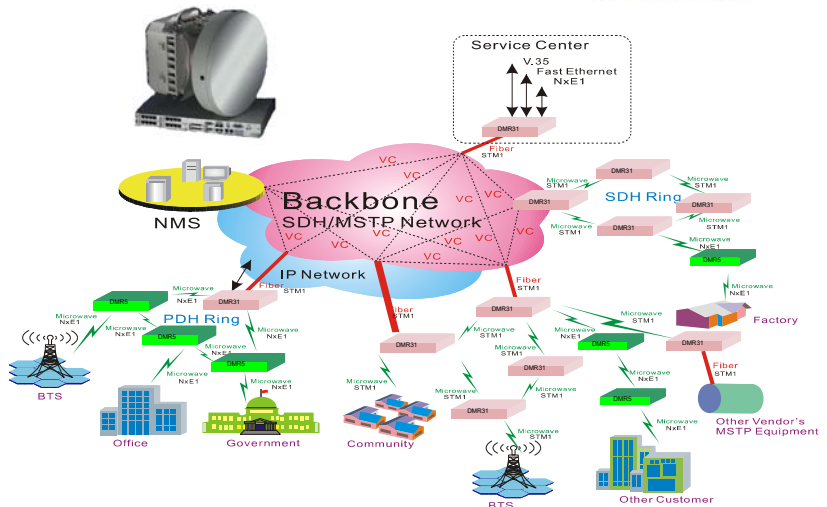 Service Center
V.35
Fast Ethernet
NxE1
DMR31
Fiber
STM1
NMS
Backbone
SDH/MSTP Network
VC
VC
VC
VC
VC
VC
VC
VC
VC
VC
VC
IP Network
Microwave
STM1
DMR31
Microwave
STM1
DMR31
SDH Ring
DMR31
Microwave
STM1
DMR31
Microwave
STM1
Microwave
NxE1
DMR5
Microwave
NxE1
Factory
Fiber
STM1
DMR31
Microwave
NxE1
DMR5
PDH Ring
Microwave
NxE1
DMR5
Microwave
NxE1
Microwave
NxE1
Microwave
NxE1
DMR5
Microwave
NxE1
Microwave
NxE1
BTS
Office
Government
Fiber
STM1
DMR31
Microwave
STM1
Community
Fiber
STM1
DMR31
Microwave
STM1
Microwave
STM1
DMR31
Microwave
STM1
Microwave
STM1
DMR31
Microwave
STM1
BTS
Microwave
STM1
Microwave
NxE1
DMR5
DMR31
Fiber
STM1
Other Vendor's
MSTP Equipment
Microwave
NxE1
DMR5
Microwave
NxE1
Other Customer